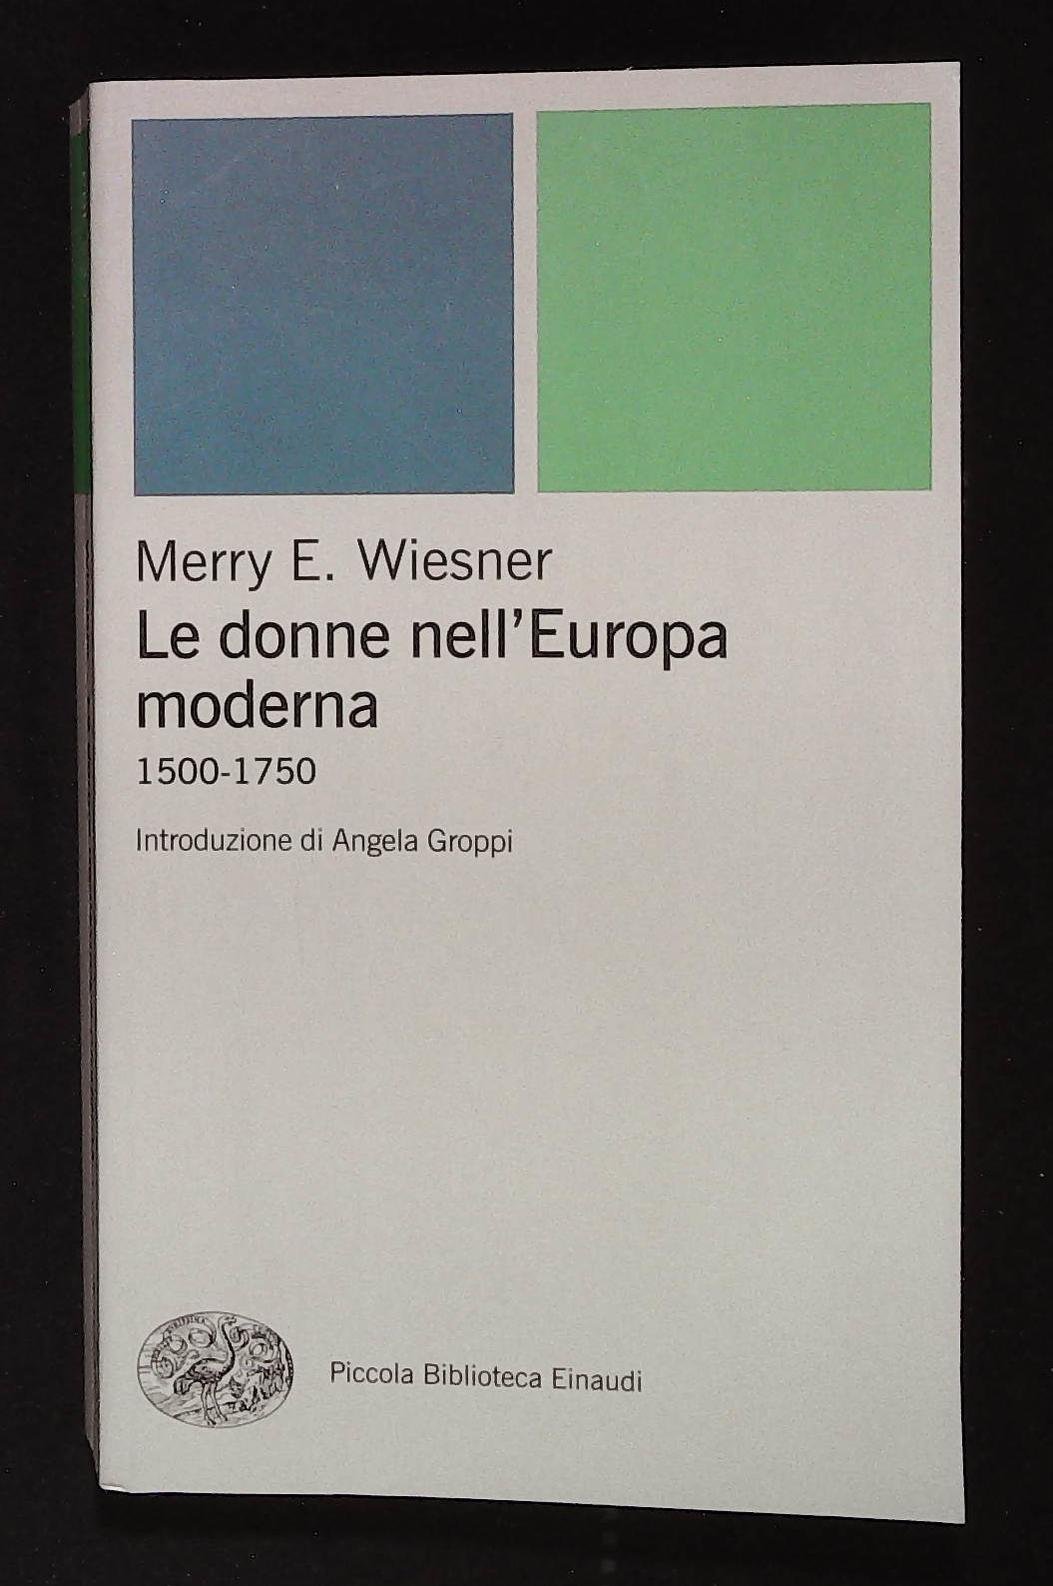 Merry E. Wiesner
Le donne nell'Europa
moderna
1500-1750
Introduzione di Angela Groppi
Piccola Biblioteca Einaudi